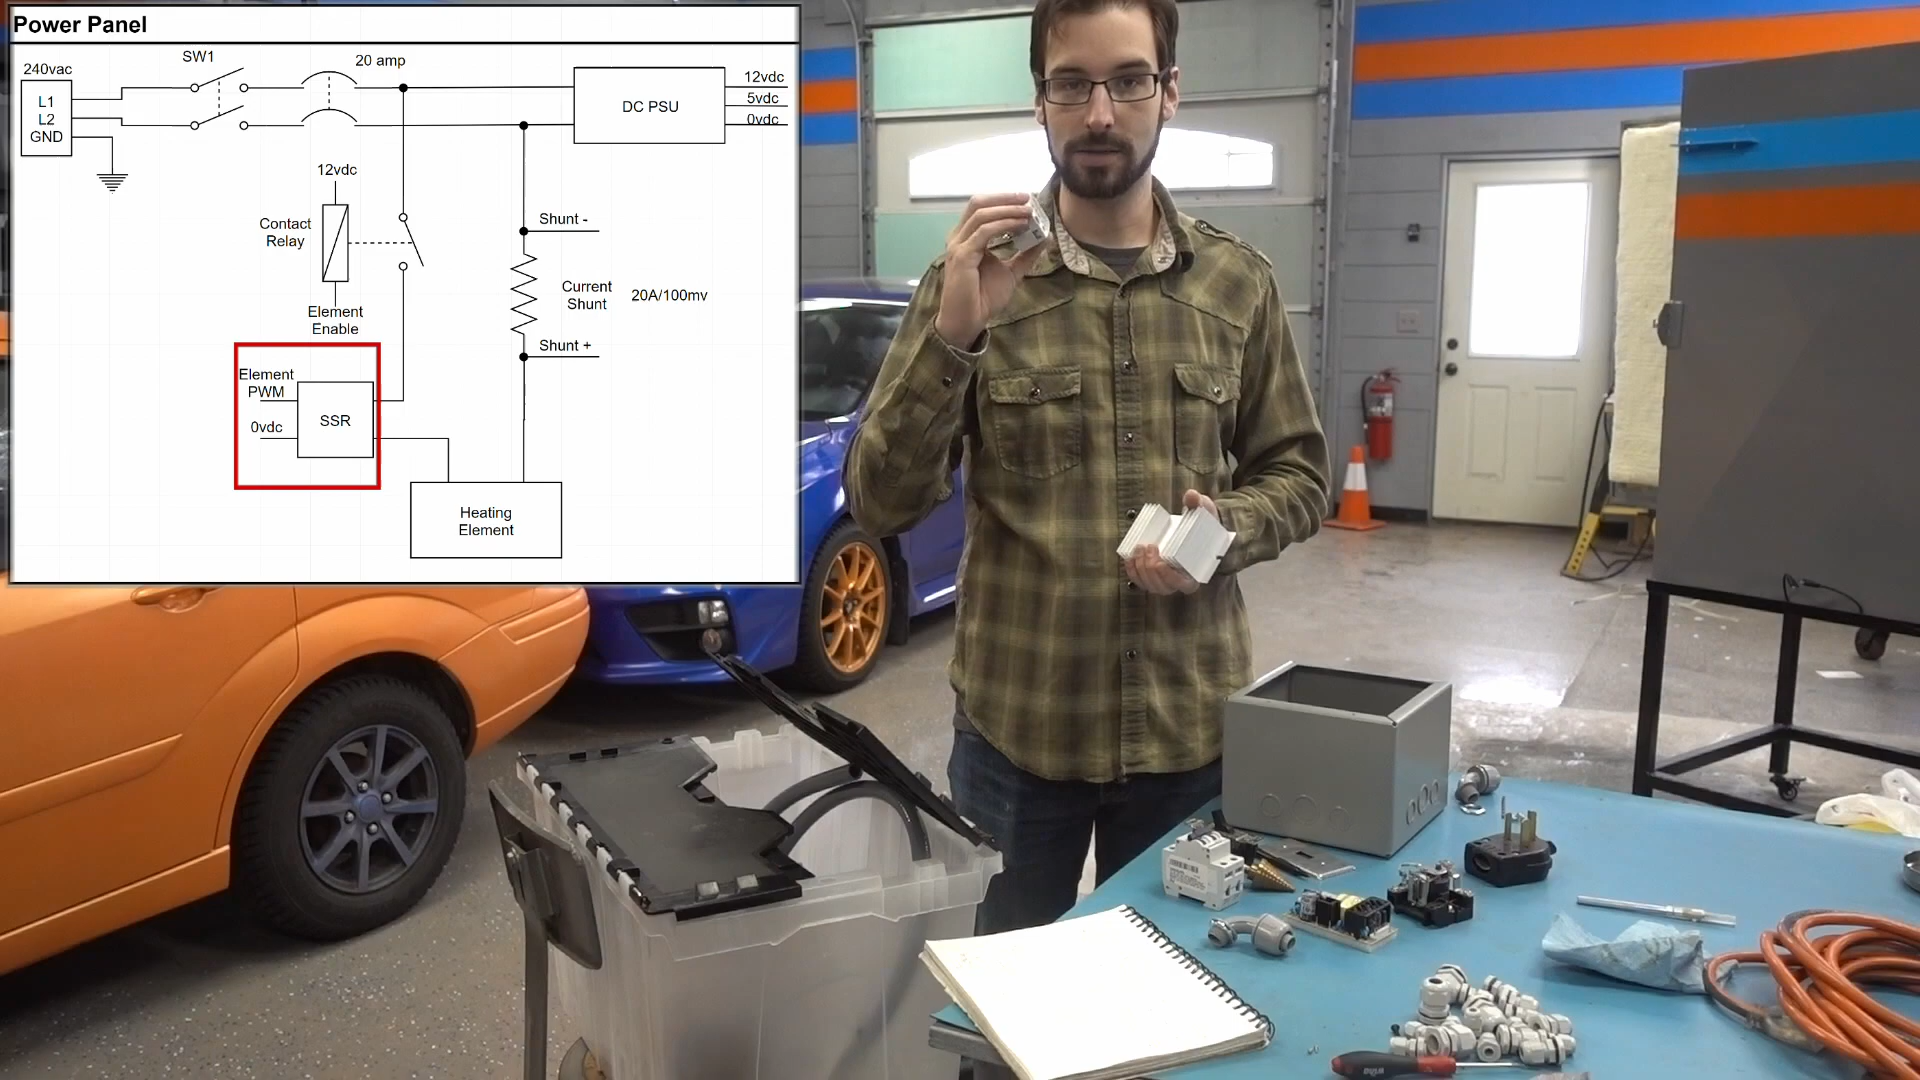 Power Panel
240vac
L1
L2
GND
SW1
20 amp
DC PSU
12vdc
5vdc
0vdc
12vdc
Contact
Relay
Element
Enable
Shunt -
Current
Shunt
20A/100mv
Shunt +
Element
PWM
0vdc
SSR
Heating
Element